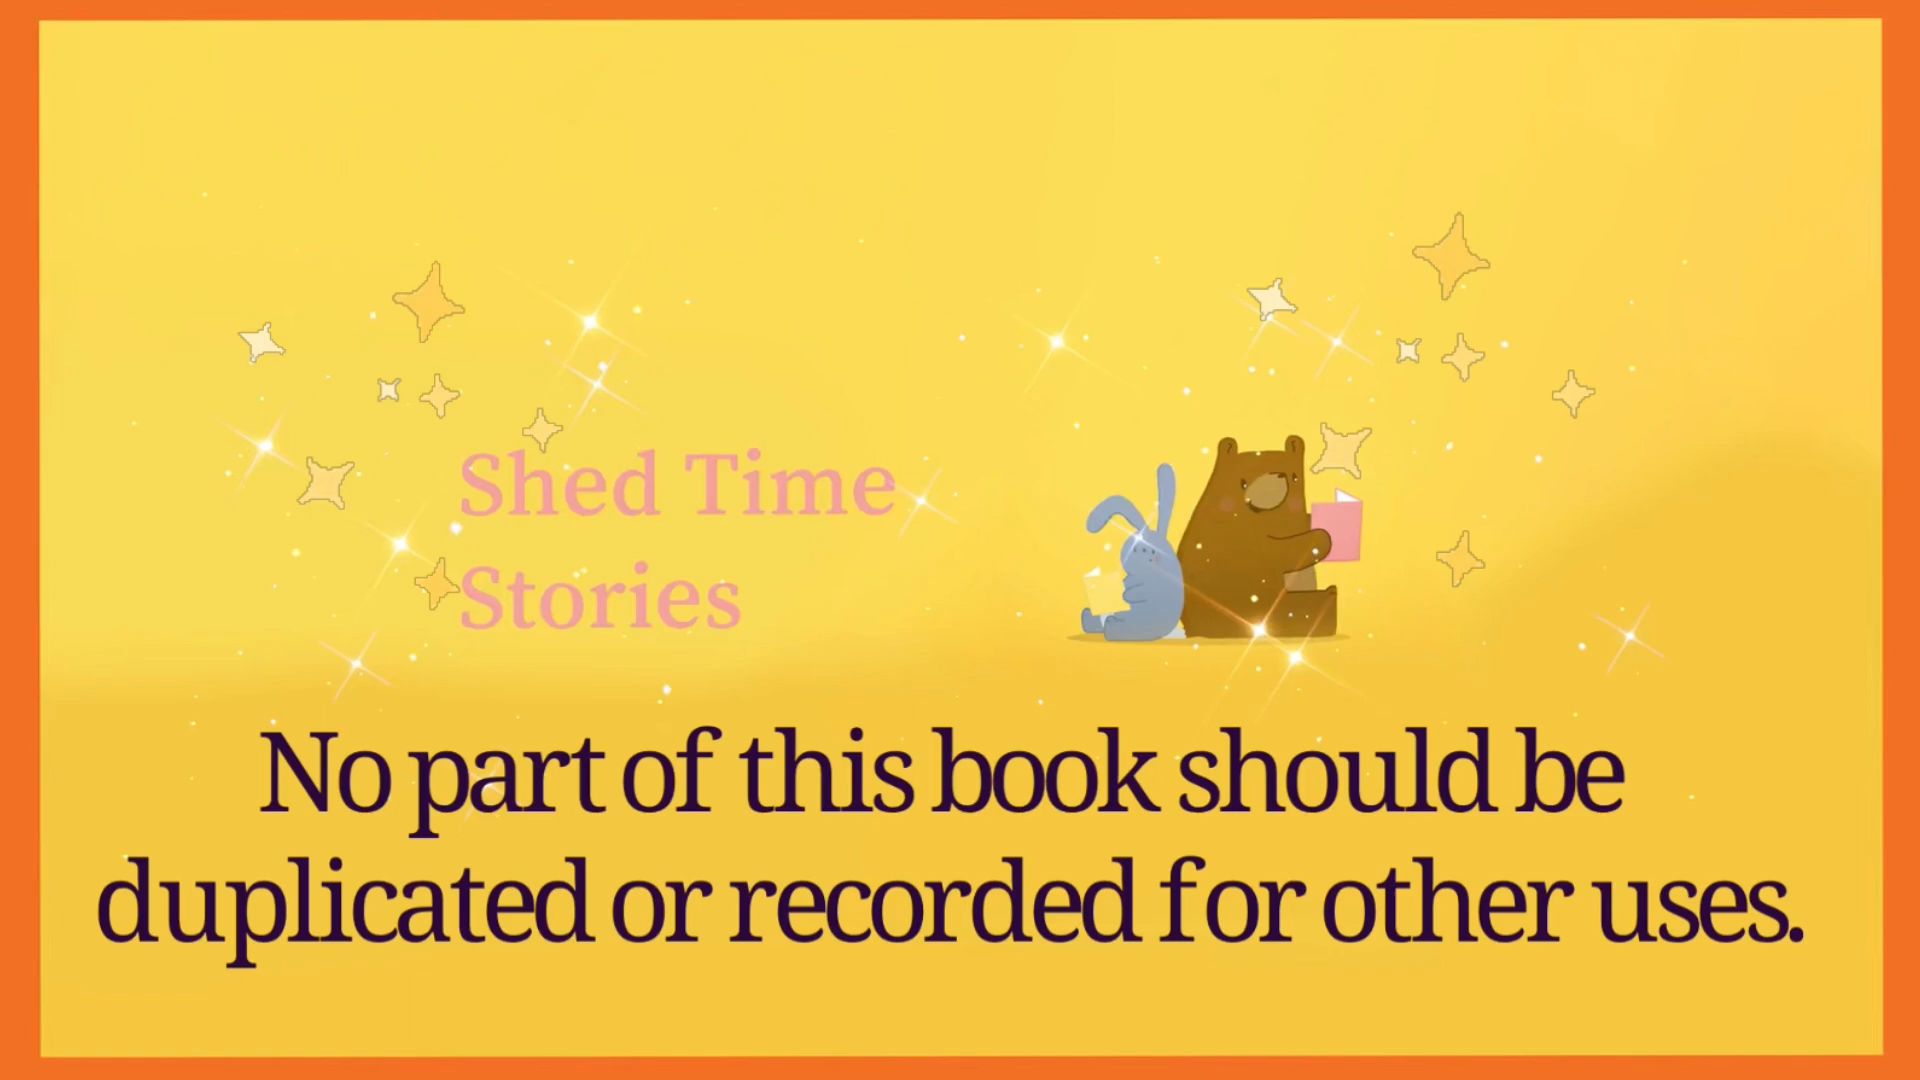 Shed Time
Stories
No part of this book should be
duplicated or recorded for other uses.